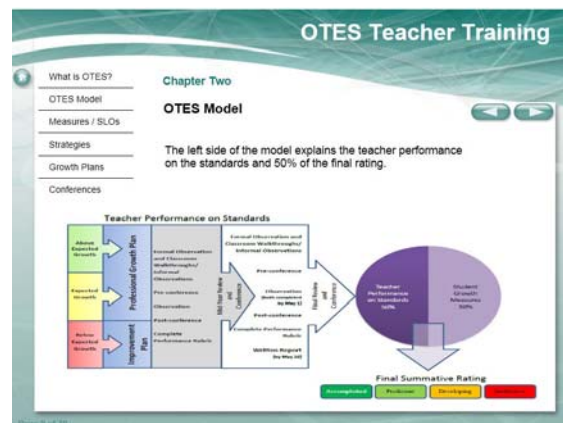 OTES Teacher Training
What is OTES?
OTES Model
Measures / SLOs
Strategies
Growth Plans
Conferences
Chapter Two
OTES Model
The left side of the model explains the teacher performance
on the standards and 50% of the final rating.
Teacher Performance on Standards
Above
Expected
Growth
Expected
Growth
Below
Expected
Growth
Professional Growth Plan
Improvement
Plan
Formal Observation
and Classroom
Walkthroughs/
Informal
Observations
Pre-conference
Observation
Post-conference
Complete
Performance Rubric
Mid Year Review
and
Conference
Formal Observation and
Classroom Walkthroughs/
Informal Observations
Pre-conference
Observation
(both completed
by May 1)
Post-conference
Complete Performance
Rubric
Written Report
Final Review
and
Conference
Teacher
Performance
on Standards
50%
Student
Growth
Measures
50%
Final Summative Rating
Accomplished
Proficient
Developing